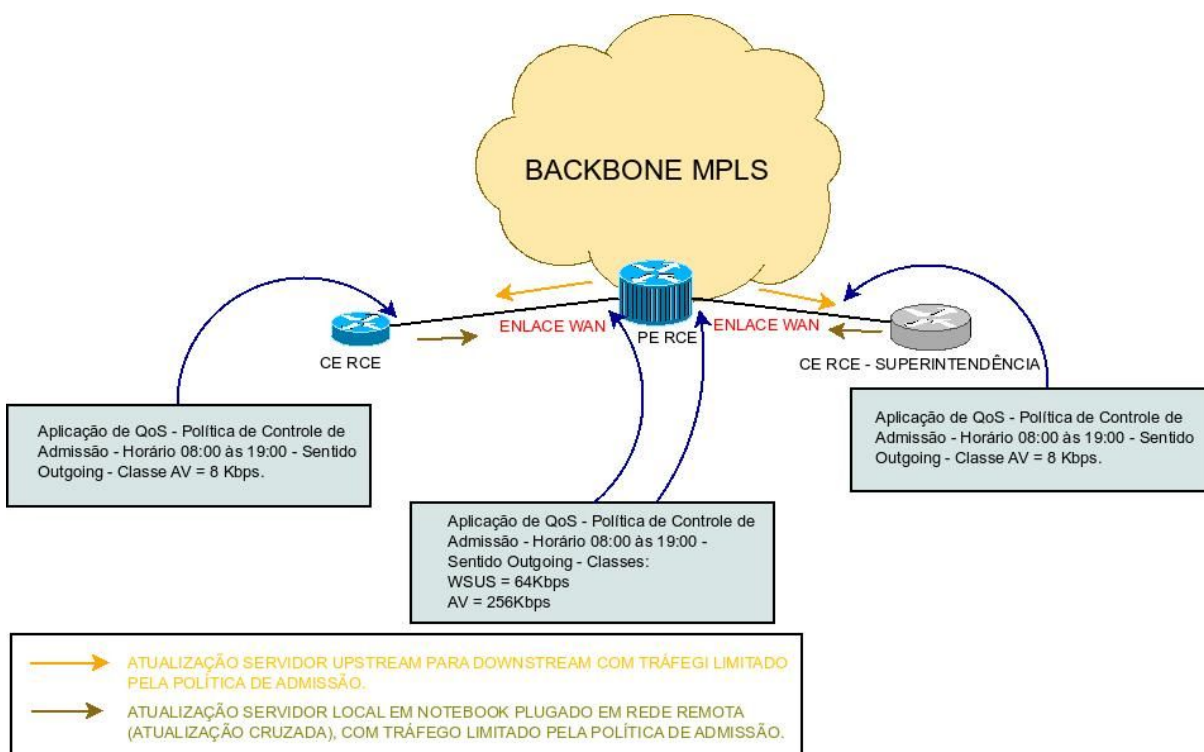 BACKBONE MPLS
ENLACE WAN
ENLACE WAN
CE RCE
PE RCE
CE RCE - SUPERINTENDÊNCIA
Aplicação de QoS - Política de Controle de
Admissão - Horário 08:00 às 19:00 - Sentido
Outgoing - Classe AV = 8 Kbps.
Aplicação de QoS - Política de Controle de
Admissão - Horário 08:00 às 19:00 -
Sentido Outgoing - Classes:
WSUS = 64Kbps
AV = 256Kbps
Aplicação de QoS - Política de Controle de
Admissão - Horário 08:00 às 19:00 - Sentido
Outgoing - Classe AV = 8 Kbps.
ATUALIZAÇÃO SERVIDOR UPSTREAM PARA DOWNSTREAM COM TRÁFEGI LIMITADO
PELA POLÍTICA DE ADMISSÃO.
ATUALIZAÇÃO SERVIDOR LOCAL EM NOTEBOOK PLUGADO EM REDE REMOTA
(ATUALIZAÇÃO CRUZADA), COM TRÁFEGO LIMITADO PELA POLÍTICA DE ADMISSÃO.